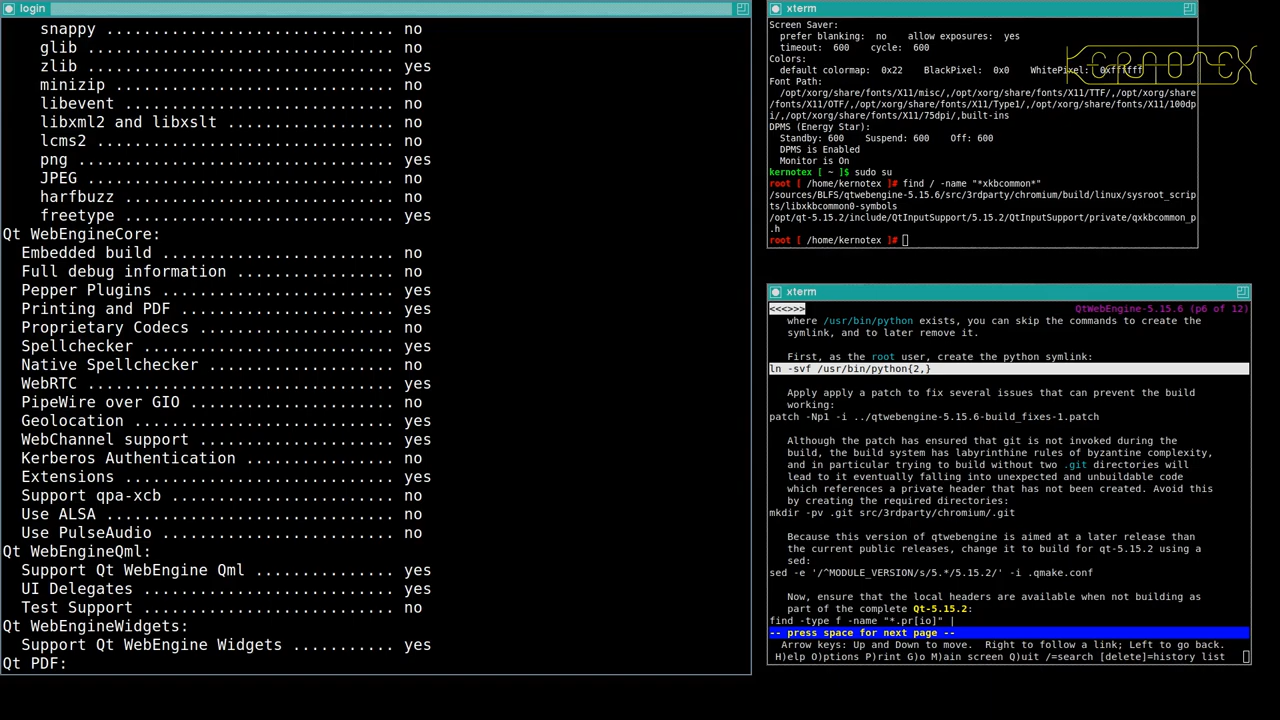 login
snappy ............................... no
glib .................................. no
zlib .................................. yes
minizip .............................. no
libevent ............................. no
libxml2 and libxslt ................... no
lcms2 ................................ no
png .................................. yes
JPEG ................................. no
harfbuzz ............................. no
freetype ............................. yes
Qt WebEngineCore:
Embedded build ......................... no
Full debug information ................. no
Pepper Plugins ......................... yes
Printing and PDF ....................... yes
Proprietary Codecs ..................... no
Spellchecker ........................... yes
Native Spellchecker .................... no
WebRTC ................................. yes
PipeWire over GIO ...................... no
Geolocation ............................ yes
WebChannel support ..................... yes
Kerberos Authentication ................ no
Extensions ............................. yes
Support qpa-xcb ........................ no
Use ALSA ............................... no
Use PulseAudio ......................... no
Qt WebEngineQml:
Support Qt WebEngine Qml ............... yes
UI Delegates ........................... yes
Test Support ........................... no
Qt WebEngineWidgets:
Support Qt WebEngine Widgets ........... yes
Qt PDF:
xterm
Screen Saver:
prefer blanking:  no    allow exposures:  yes
timeout:  600    cycle:  600
Colors:
default colormap:  0x22    BlackPixel:  0x0    WhitePixel:  0xffffff
Font Path:
/opt/xorg/share/fonts/X11/misc/,/opt/xorg/share/fonts/X11/TTF/,/opt/xorg/share
/fonts/X11/OTF/,/opt/xorg/share/fonts/X11/Type1/,/opt/xorg/share/fonts/X11/100dp
i/,/opt/xorg/share/fonts/X11/75dpi/,built-ins
DPMS (Energy Star):
Standby: 600    Suspend: 600    Off: 600
DPMS is Enabled
Monitor is On
kernotex [ ~ ]$ sudo su
root [ /home/kernotex ]# find / -name "*xkbcommon*"
/sources/BLFS/qtwebengine-5.15.6/src/3rdparty/chromium/build/linux/sysroot_scrip
ts/libxkbcommon0-symbols
/opt/qt-5.15.2/include/QtInputSupport/5.15.2/QtInputSupport/private/qxkbcommon_p
.h
root [ /home/kernotex ]#
KERNOTEX
xterm
<<<>>> QtWebEngine-5.15.6 (p6 of 12)
where /usr/bin/python exists, you can skip the commands to create the
symlink, and to later remove it.
First, as the root user, create the python symlink:
ln -svf /usr/bin/python{2,}
Apply apply a patch to fix several issues that can prevent the build
working:
patch -Np1 -i ../qtwebengine-5.15.6-build_fixes-1.patch
Although the patch has ensured that git is not invoked during the
build, the build system has labyrinthine rules of byzantine complexity,
and in particular trying to build without two .git directories will
lead to it eventually falling into unexpected and unbuildable code
which references a private header that has not been created. Avoid this
by creating the required directories:
mkdir -pv .git src/3rdparty/chromium/.git
Because this version of qtwebengine is aimed at a later release than
the current public releases, change it to build for qt-5.15.2 using a
sed:
sed -e '/^MODULE_VERSION/s/5.*/5.15.2/' -i .qmake.conf
Now, ensure that the local headers are available when not building as
part of the complete Qt-5.15.2:
find -type f -name "*.pr[io]" |
-- press space for next page --
Arrow keys: Up and Down to move.  Right to follow a link; Left to go back.
H)elp O)ptions P)rint G)o M)ain screen Q)uit /=search [delete]=history list